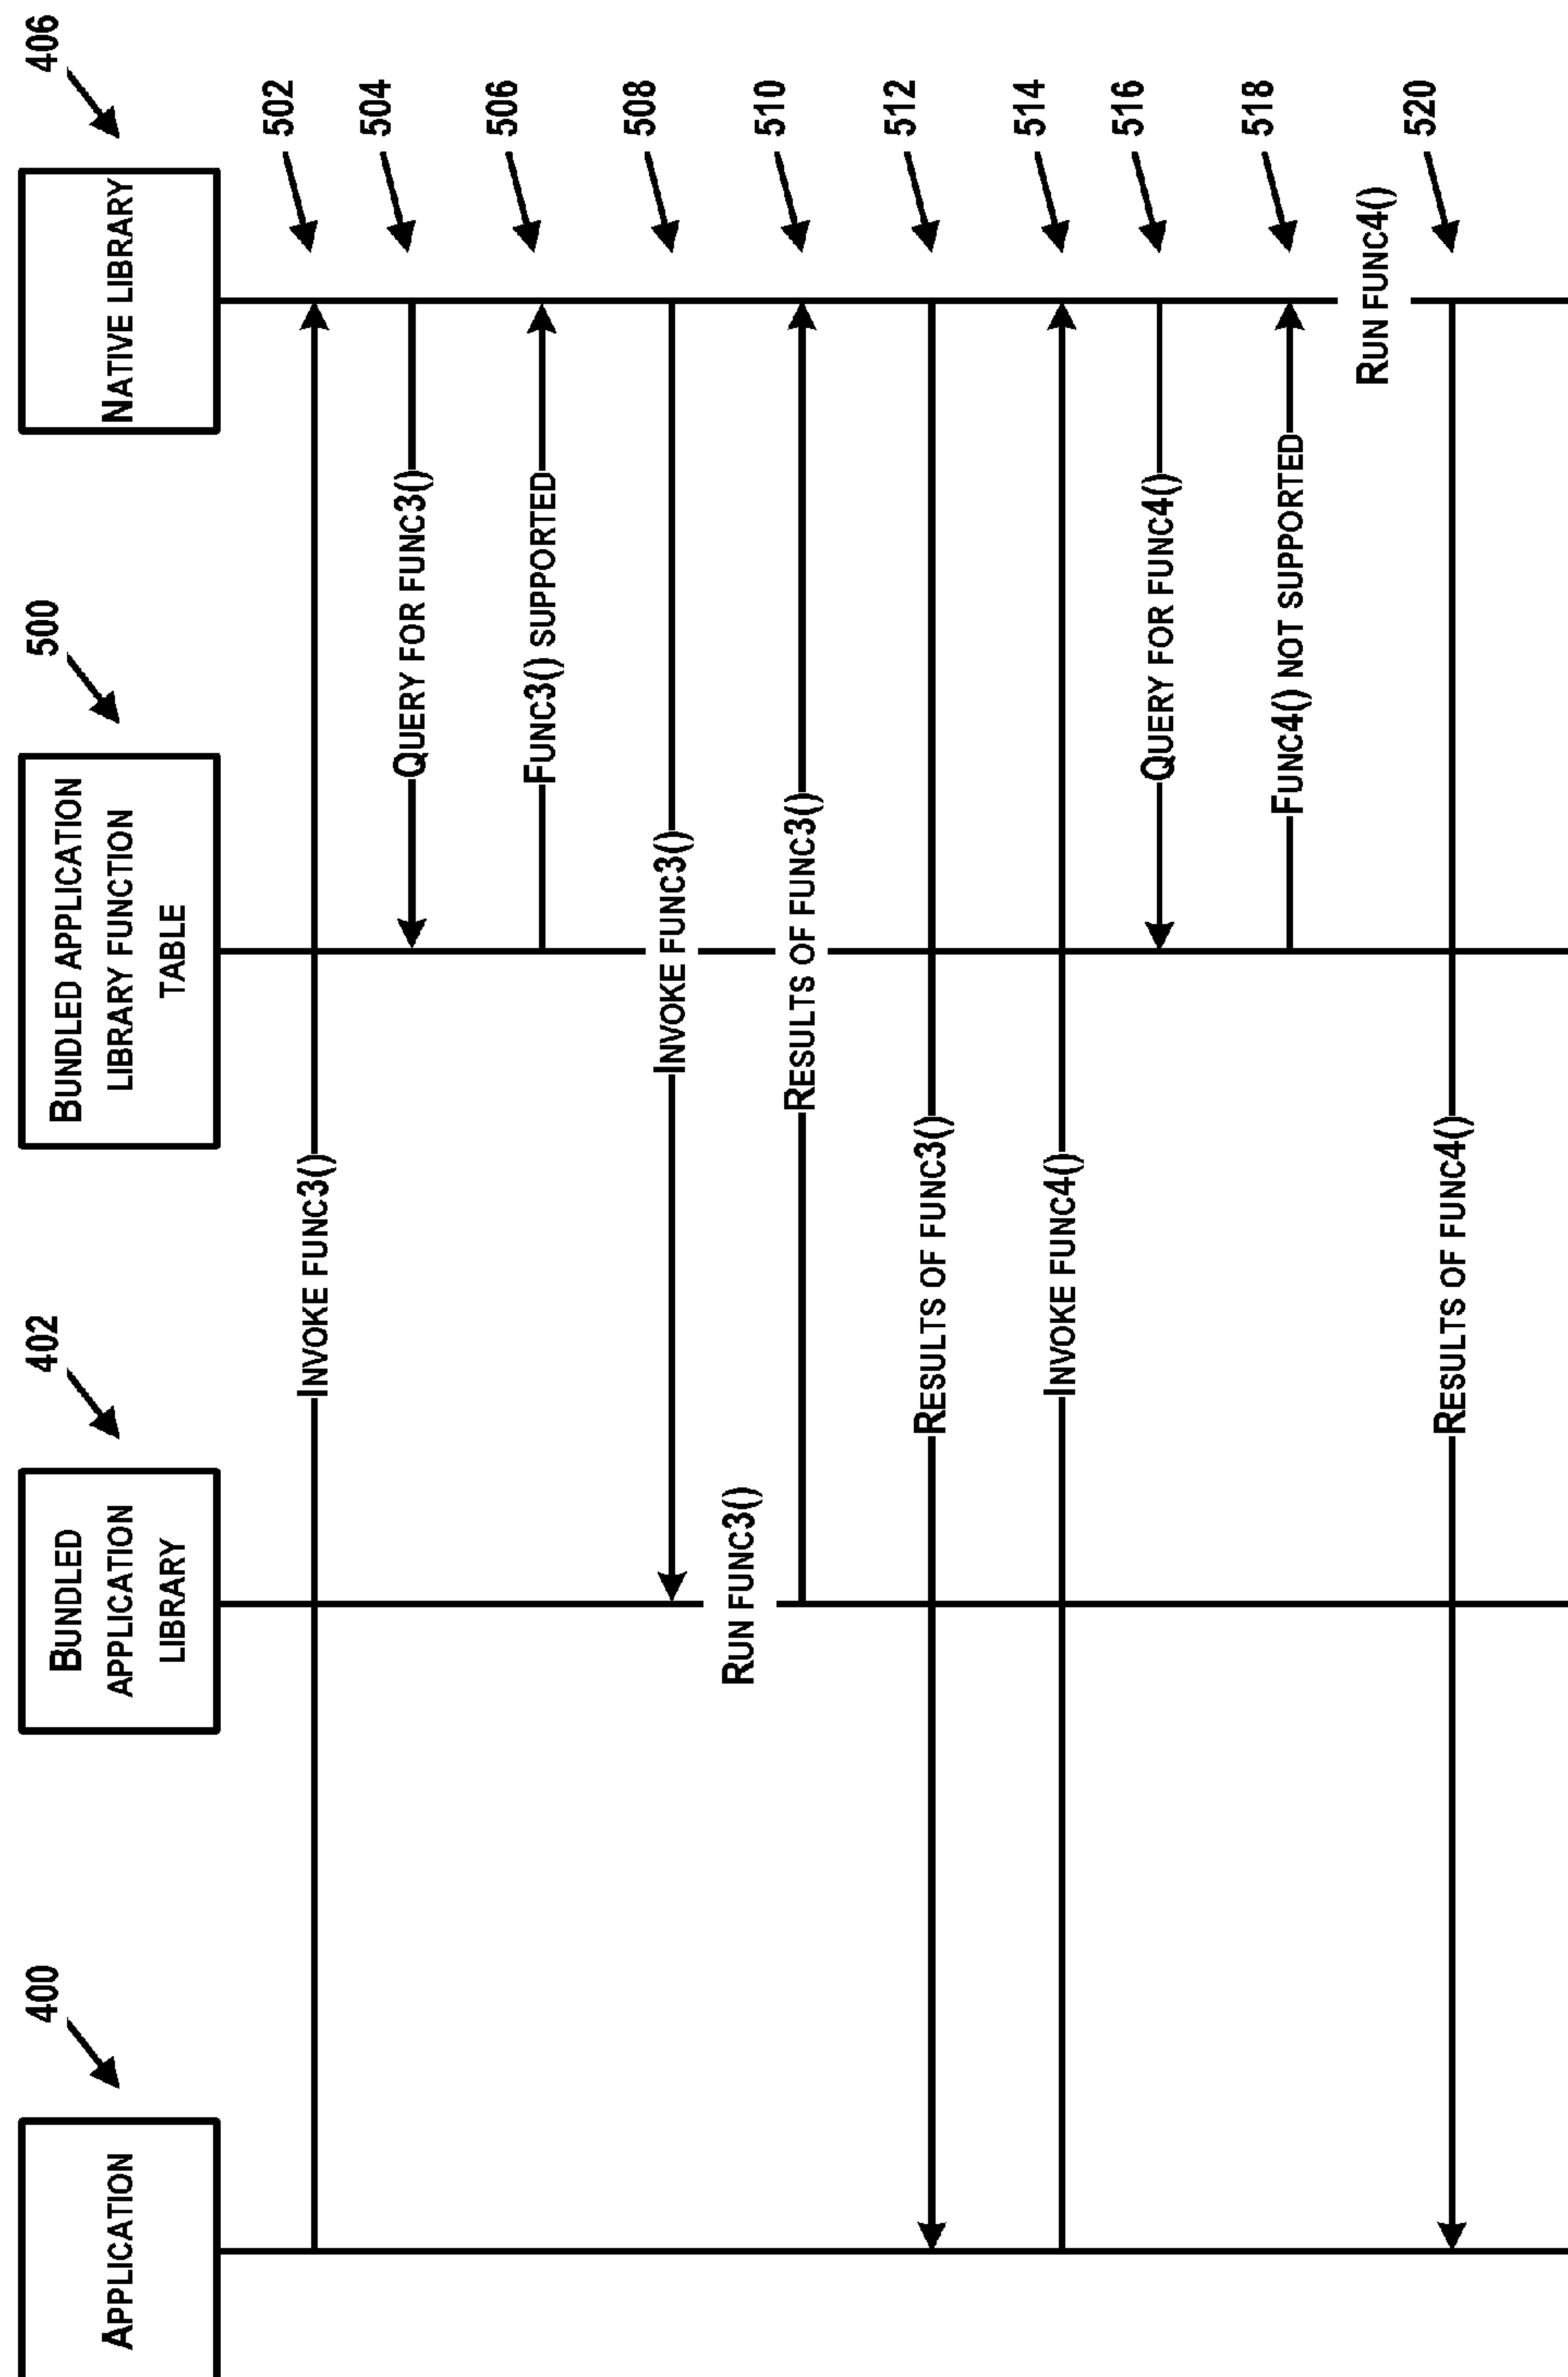 400
402
500
406
APPLICATION
BUNDLED
APPLICATION
LIBRARY
BUNDLED APPLICATION
LIBRARY FUNCTION
TABLE
NATIVE LIBRARY
INVOKE FUNC3()
502
QUERY FOR FUNC3()
504
FUNC3() SUPPORTED
506
INVOKE FUNC3()
508
RUN FUNC3()
RESULTS OF FUNC3()
510
RESULTS OF FUNC3()
512
INVOKE FUNC4()
514
QUERY FOR FUNC4()
516
FUNC4() NOT SUPPORTED
518
RUN FUNC4()
RESULTS OF FUNC4()
520